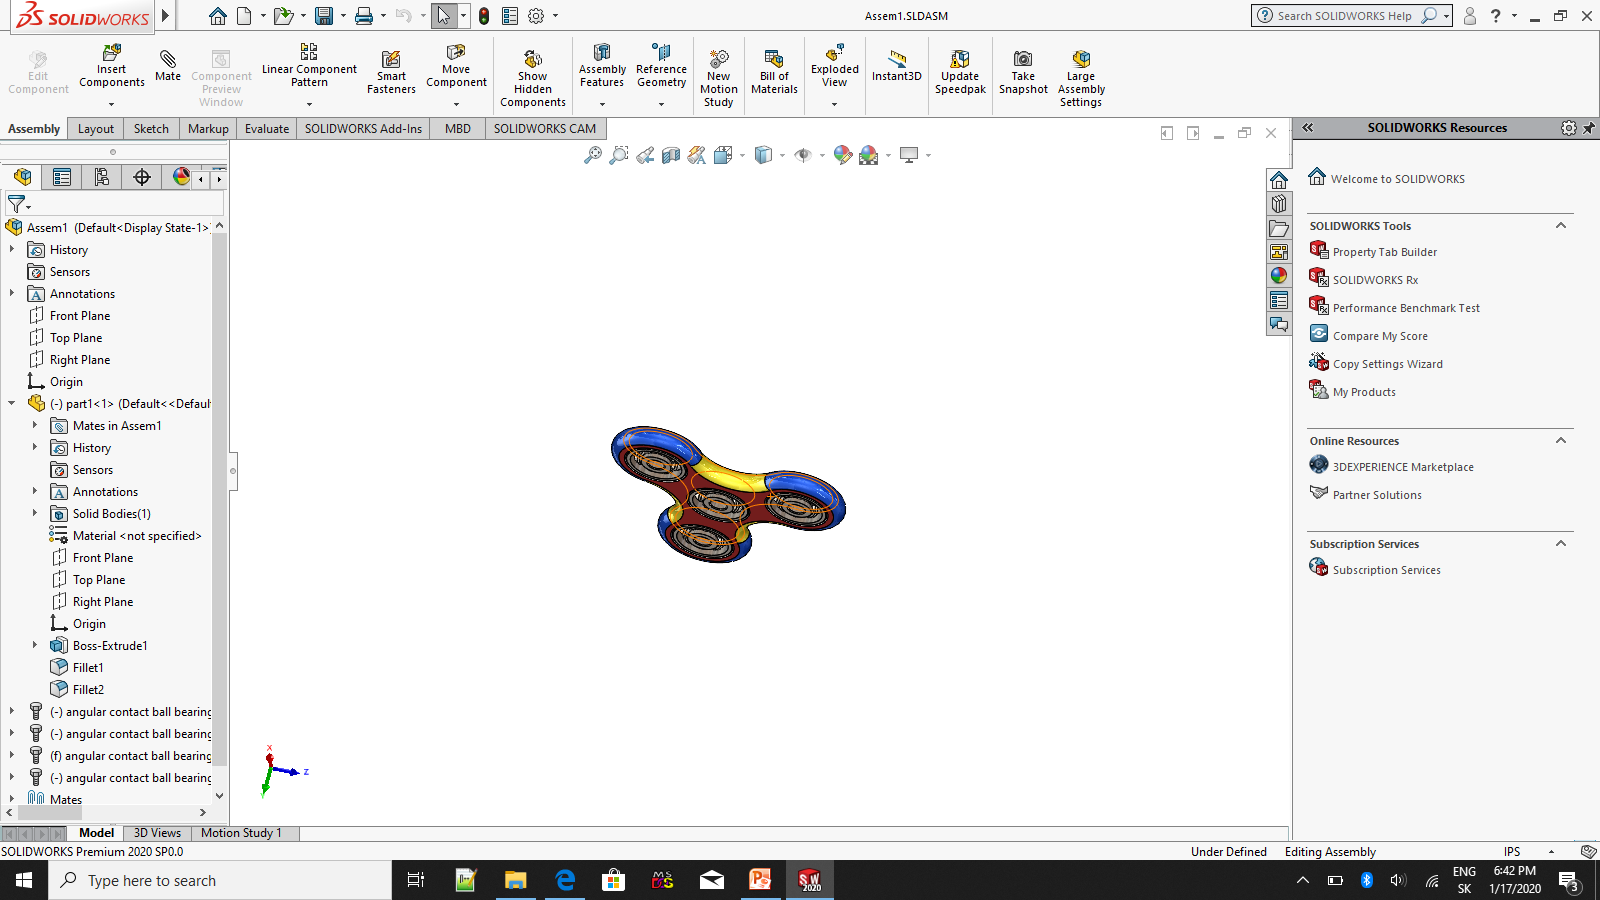 SOLIDWORKS
Assem1.SLDASM
Search SOLIDWORKS Help
?
Edit Component
Insert Components
Mate
Component Preview Window
Linear Component Pattern
Smart Fasteners
Move Component
Show Hidden Components
Assembly Features
Reference Geometry
New Motion Study
Bill of Materials
Exploded View
Instant3D
Update Speedpak
Take Snapshot
Large Assembly Settings
Assembly
Layout
Sketch
Markup
Evaluate
SOLIDWORKS Add-Ins
MBD
SOLIDWORKS CAM
Assem1 (Default<Display State-1>
History
Sensors
Annotations
Front Plane
Top Plane
Right Plane
Origin
(-) part1<1> (Default<<Defaul
Mates in Assem1
History
Sensors
Annotations
Solid Bodies(1)
Material <not specified>
Front Plane
Top Plane
Right Plane
Origin
Boss-Extrude1
Fillet1
Fillet2
(-) angular contact ball bearing
(-) angular contact ball bearing
(f) angular contact ball bearing
(-) angular contact ball bearing
Mates
X
Z
Y
SOLIDWORKS Resources
Welcome to SOLIDWORKS
SOLIDWORKS Tools
Property Tab Builder
SOLIDWORKS Rx
Performance Benchmark Test
Compare My Score
Copy Settings Wizard
My Products
Online Resources
3DEXPERIENCE Marketplace
Partner Solutions
Subscription Services
Subscription Services
Model
3D Views
Motion Study 1
SOLIDWORKS Premium 2020 SP0.0
Under Defined
Editing Assembly
IPS
Type here to search
SW 2020
ENG
SK
6:42 PM
1/17/2020
3